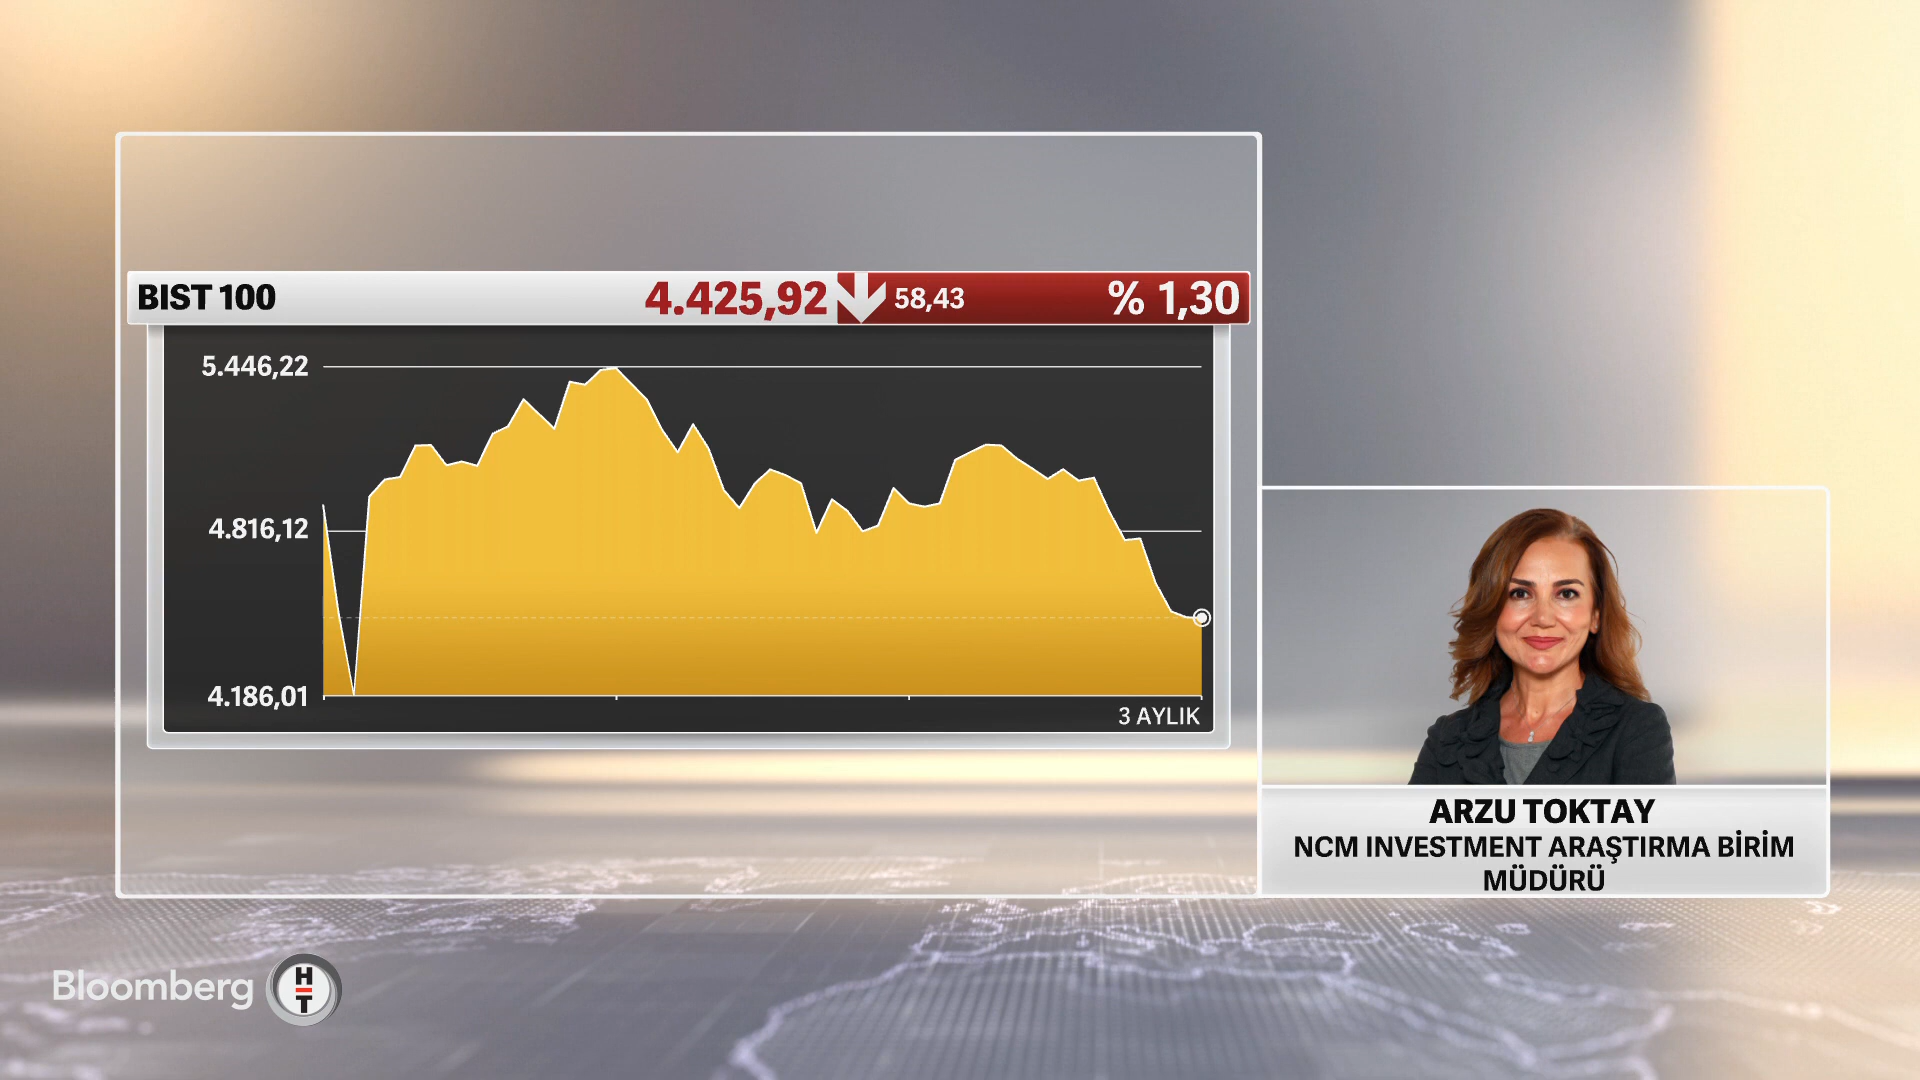 BIST 100 4.425,92 58,43 % 1,30
5.446,22
4.816,12
4.186,01
3 AYLIK
ARZU TOKTAY
NCM INVESTMENT ARAŞTIRMA BİRİM
MÜDÜRÜ
Bloomberg HT